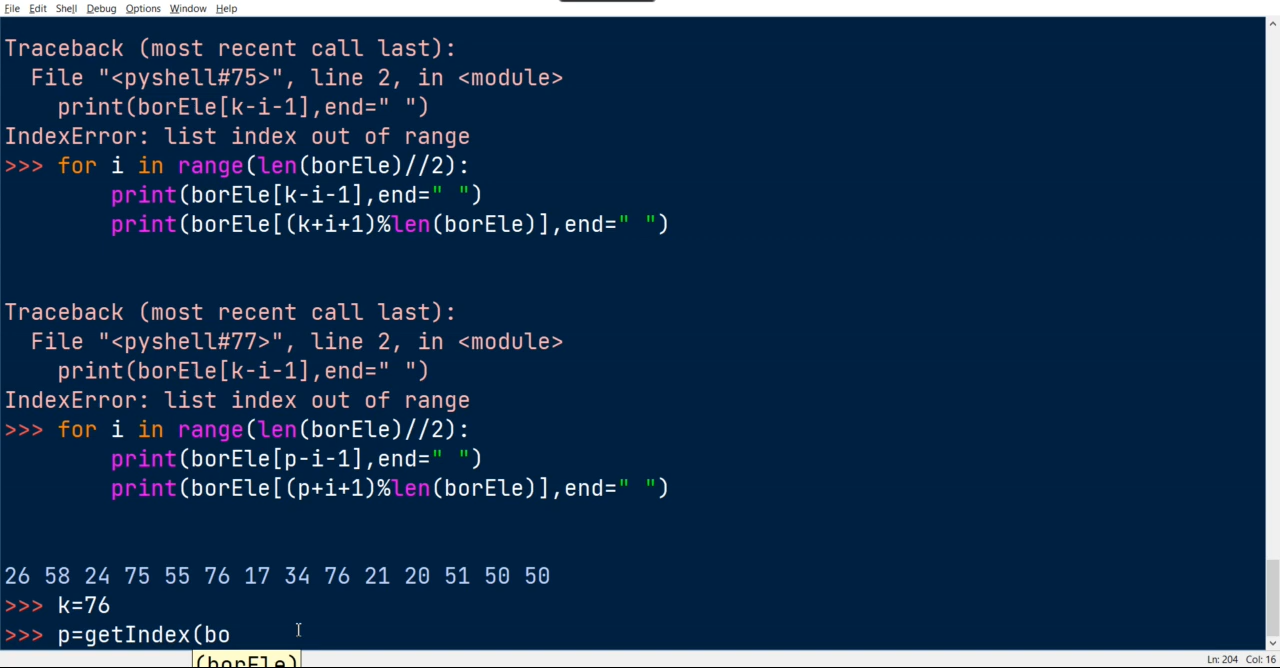 File Edit Shell Debug Options Window Help
Traceback (most recent call last):
  File "<pyshell#75>", line 2, in <module>
    print(borEle[k-i-1],end=" ")
IndexError: list index out of range
>>> for i in range(len(borEle)//2):
        print(borEle[k-i-1],end=" ")
        print(borEle[(k+i+1)%len(borEle)],end=" ")
Traceback (most recent call last):
  File "<pyshell#77>", line 2, in <module>
    print(borEle[k-i-1],end=" ")
IndexError: list index out of range
>>> for i in range(len(borEle)//2):
        print(borEle[p-i-1],end=" ")
        print(borEle[(p+i+1)%len(borEle)],end=" ")
26 58 24 75 55 76 17 34 76 21 20 51 50 50
>>> k=76
>>> p=getIndex(bo
(borEle)
Ln: 204 Col: 16